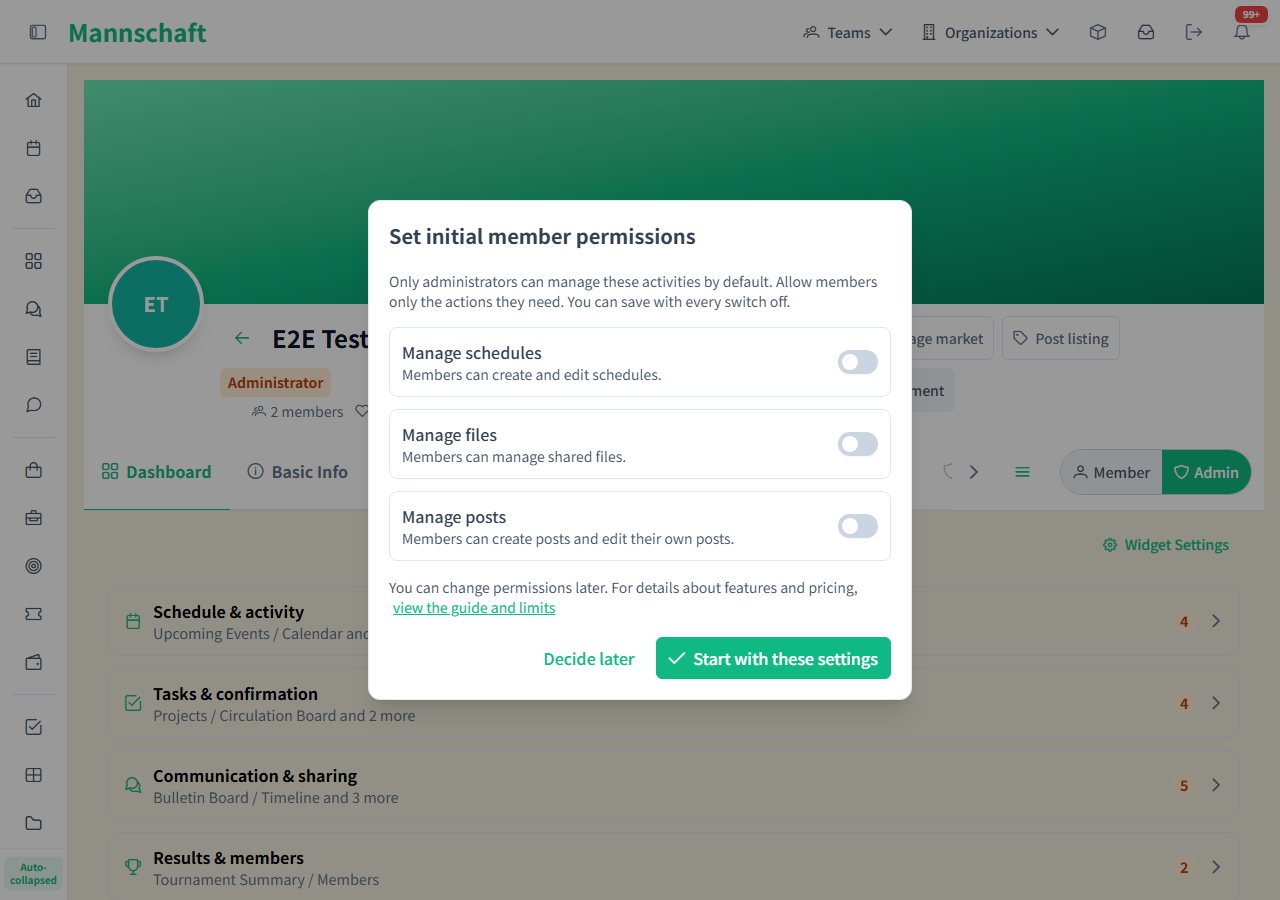 Mannschaft
Teams
Organizations
99+
ET
E2E Test
Administrator
2 members
market
Post listing
Dashboard
Basic Info
Member
Admin
Widget Settings
Set initial member permissions
Only administrators can manage these activities by default. Allow members
only the actions they need. You can save with every switch off.
Manage schedules
Members can create and edit schedules.
Manage files
Members can manage shared files.
Manage posts
Members can create posts and edit their own posts.
You can change permissions later. For details about features and pricing,
view the guide and limits
Decide later
Start with these settings
Schedule & activity
Upcoming Events / Calendar and
4
Tasks & confirmation
Projects / Circulation Board and 2 more
4
Communication & sharing
Bulletin Board / Timeline and 3 more
5
Results & members
Tournament Summary / Members
2
Auto-
collapsed